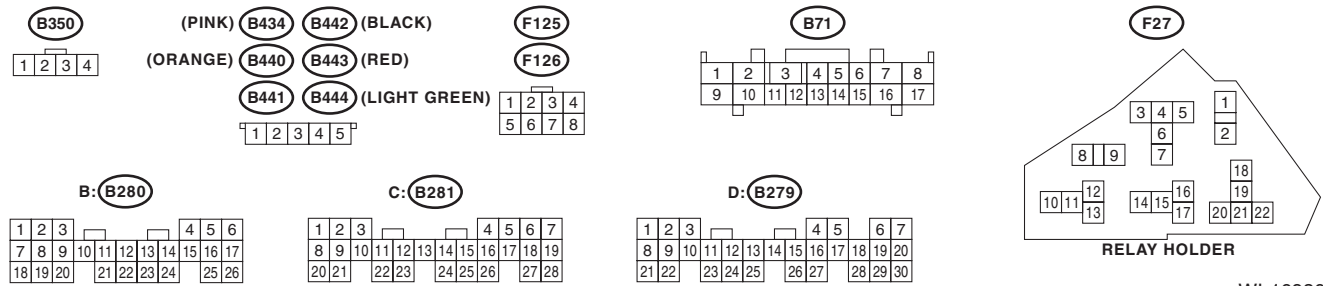 B350
1 2 3 4
(PINK) B434 B442 (BLACK)
(ORANGE) B440 B443 (RED)
B441 B444 (LIGHT GREEN)
1 2 3 4 5
F125
F126
1 2 3 4
5 6 7 8
B71
1 2 3 4 5 6 7 8
9 10 11 12 13 14 15 16 17
F27
1
2
3 4 5
6
7
8 9
10 11 12
13
14 15 16
17
18
19
20 21 22
RELAY HOLDER
B: B280
1 2 3 4 5 6
7 8 9 10 11 12 13 14 15 16 17
18 19 20 21 22 23 24 25 26
C: B281
1 2 3 4 5 6 7
8 9 10 11 12 13 14 15 16 17 18 19
20 21 22 23 24 25 26 27 28
D: B279
1 2 3 4 5 6 7
8 9 10 11 12 13 14 15 16 17 18 19 20
21 22 23 24 25 26 27 28 29 30